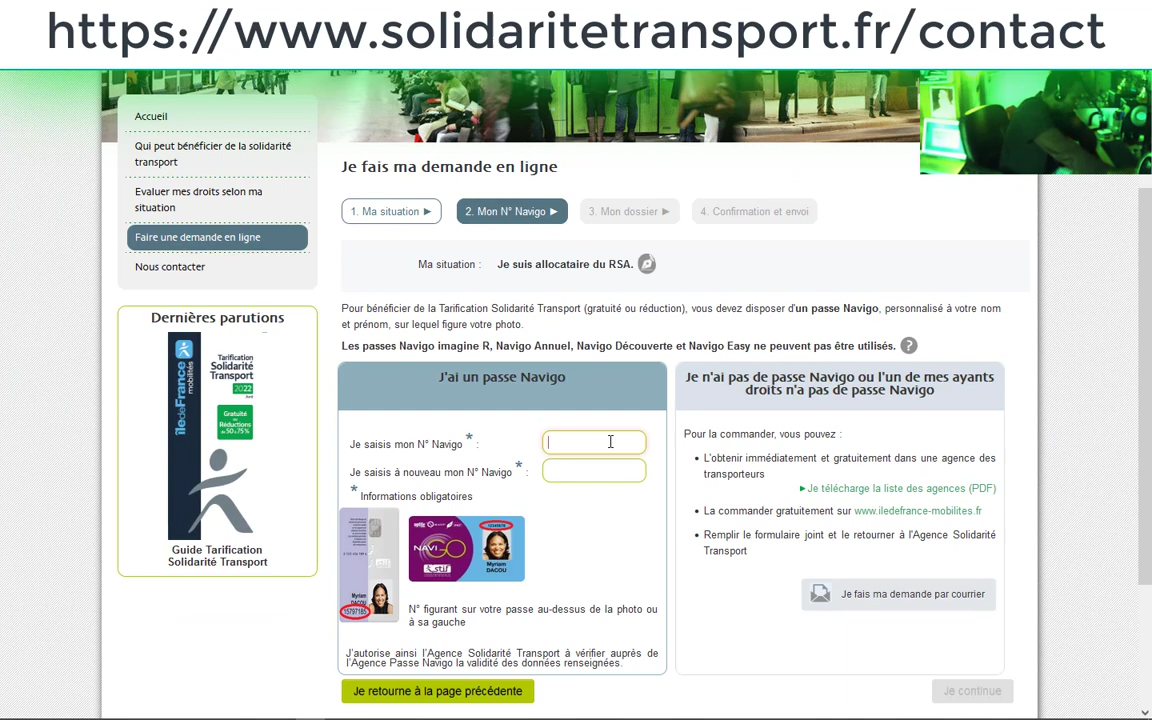 https://www.solidaritetransport.fr/contact
Accueil
Qui peut bénéficier de la solidarité
transport
Evaluer mes droits selon ma
situation
Faire une demande en ligne
Nous contacter
Dernières parutions
îledeFrance
mobilités
Tarification
Solidarité
Transport
2022
Gratuité
ou
Réductions
de 50 à 75%
Guide Tarification
Solidarité Transport
Je fais ma demande en ligne
1. Ma situation ►
2. Mon N° Navigo ►
3. Mon dossier ►
4. Confirmation et envoi
Ma situation : Je suis allocataire du RSA.
Pour bénéficier de la Tarification Solidarité Transport (gratuité ou réduction), vous devez disposer d'un passe Navigo, personnalisé à votre nom
et prénom, sur lequel figure votre photo.
Les passes Navigo imagine R, Navigo Annuel, Navigo Découverte et Navigo Easy ne peuvent pas être utilisés. ?
J'ai un passe Navigo
Je saisis mon N° Navigo * :
Je saisis à nouveau mon N° Navigo * :
* Informations obligatoires
Myriam
DACOU
15797185
NAVIGO
stif
Myriam
DACOU
N° figurant sur votre passe au-dessus de la photo ou
à sa gauche
J'autorise ainsi l'Agence Solidarité Transport à vérifier auprès de
l'Agence Passe Navigo la validité des données renseignées.
Je n'ai pas de passe Navigo ou l'un de mes ayants
droits n'a pas de passe Navigo
Pour la commander, vous pouvez :
• L'obtenir immédiatement et gratuitement dans une agence des
transporteurs
►Je télécharge la liste des agences (PDF)
• La commander gratuitement sur www.iledefrance-mobilites.fr
• Remplir le formulaire joint et le retourner à l'Agence Solidarité
Transport
Je fais ma demande par courrier
Je retourne à la page précédente
Je continue